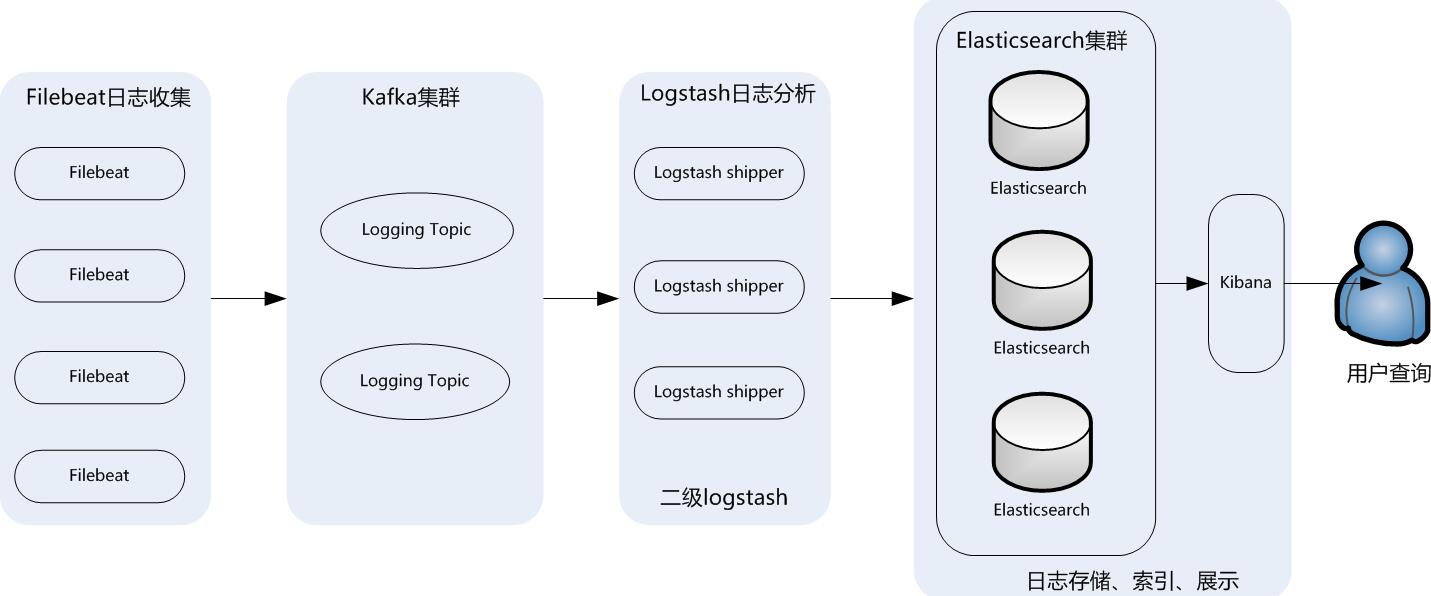 Filebeat日志收集
Filebeat
Filebeat
Filebeat
Filebeat
Kafka集群
Logging Topic
Logging Topic
Logstash日志分析
Logstash shipper
Logstash shipper
Logstash shipper
二级logstash
Elasticsearch集群
Elasticsearch
Elasticsearch
Elasticsearch
Kibana
日志存储、索引、展示
用户查询